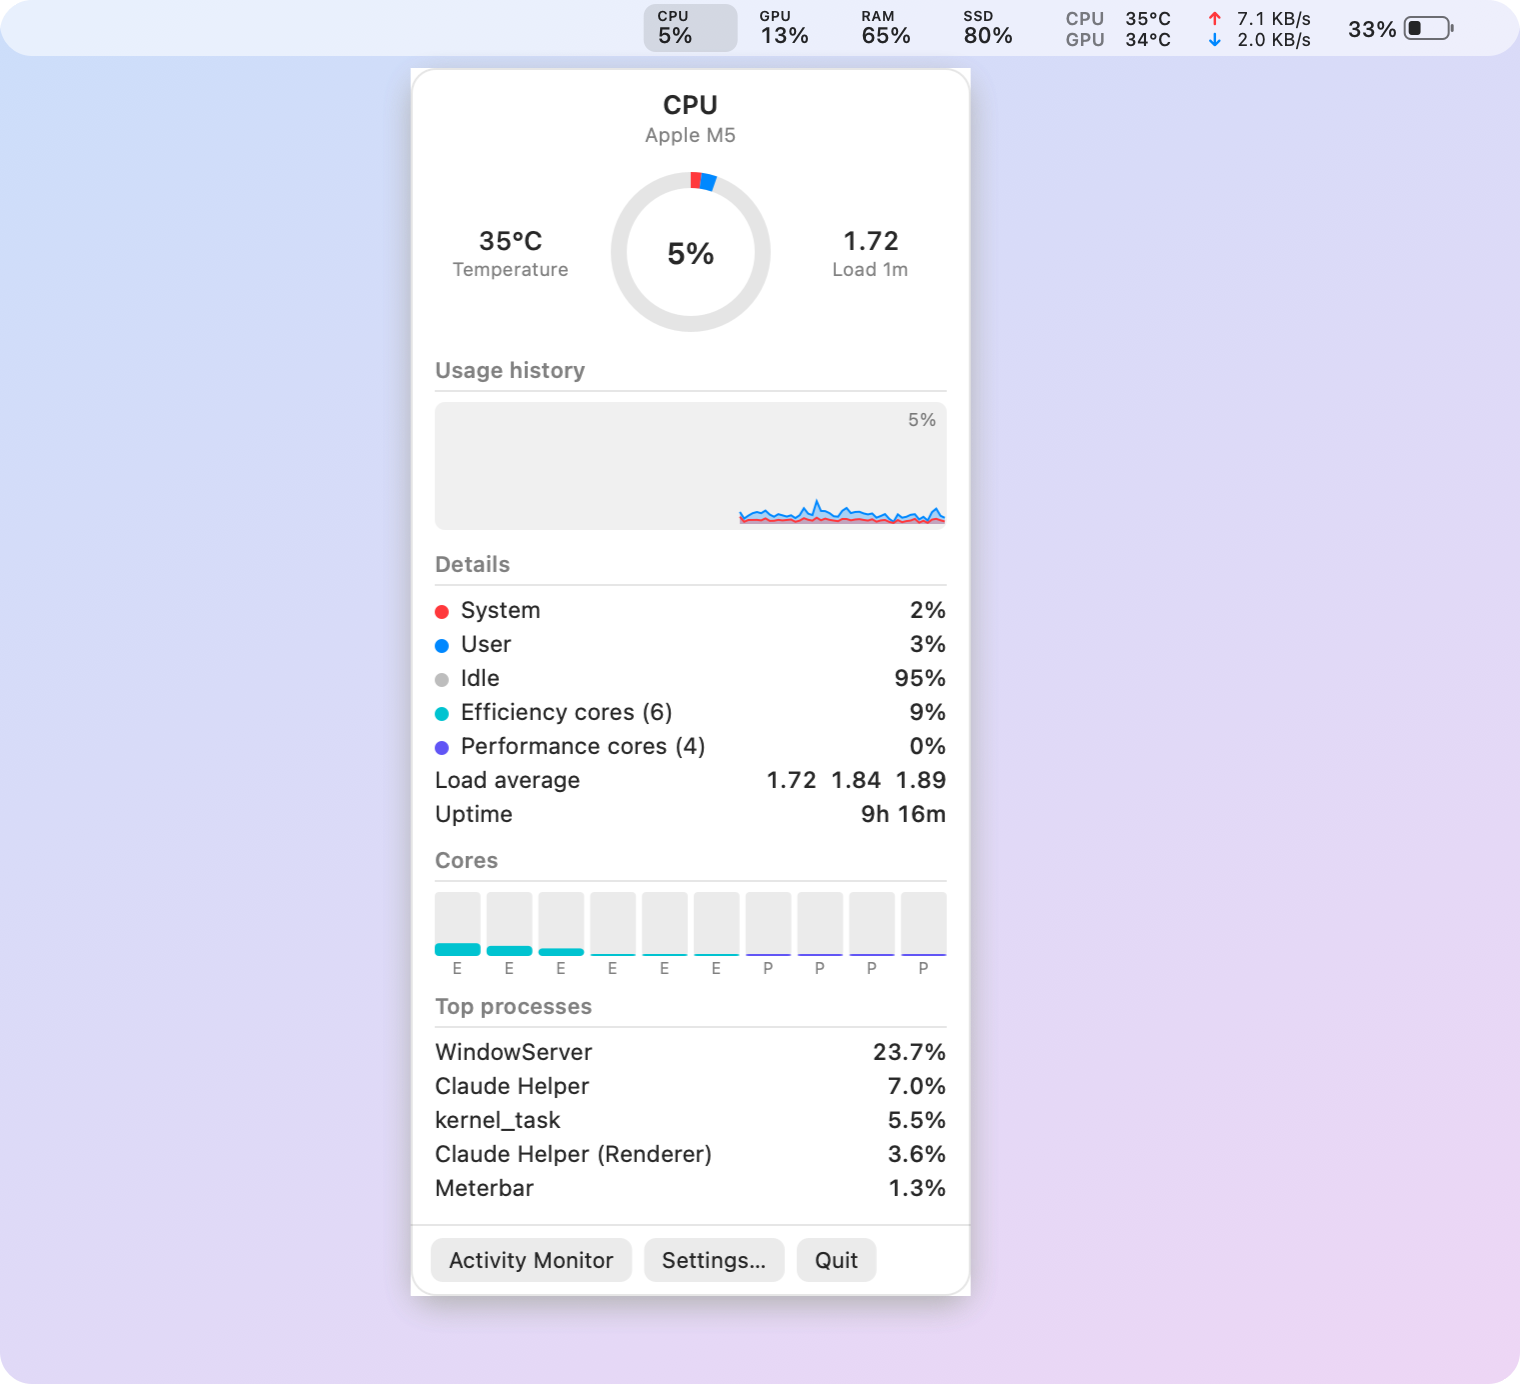 CPU GPU RAM SSD CPU 35°C ↑ 7.1 KB/s
5% 13% 65% 80% GPU 34°C ↓ 2.0 KB/s 33%
CPU
Apple M5
35°C 5% 1.72
Temperature Load 1m
Usage history
5%
Details
System 2%
User 3%
Idle 95%
Efficiency cores (6) 9%
Performance cores (4) 0%
Load average 1.72 1.84 1.89
Uptime 9h 16m
Cores
E E E E E E P P P P
Top processes
WindowServer 23.7%
Claude Helper 7.0%
kernel_task 5.5%
Claude Helper (Renderer) 3.6%
Meterbar 1.3%
Activity Monitor Settings... Quit